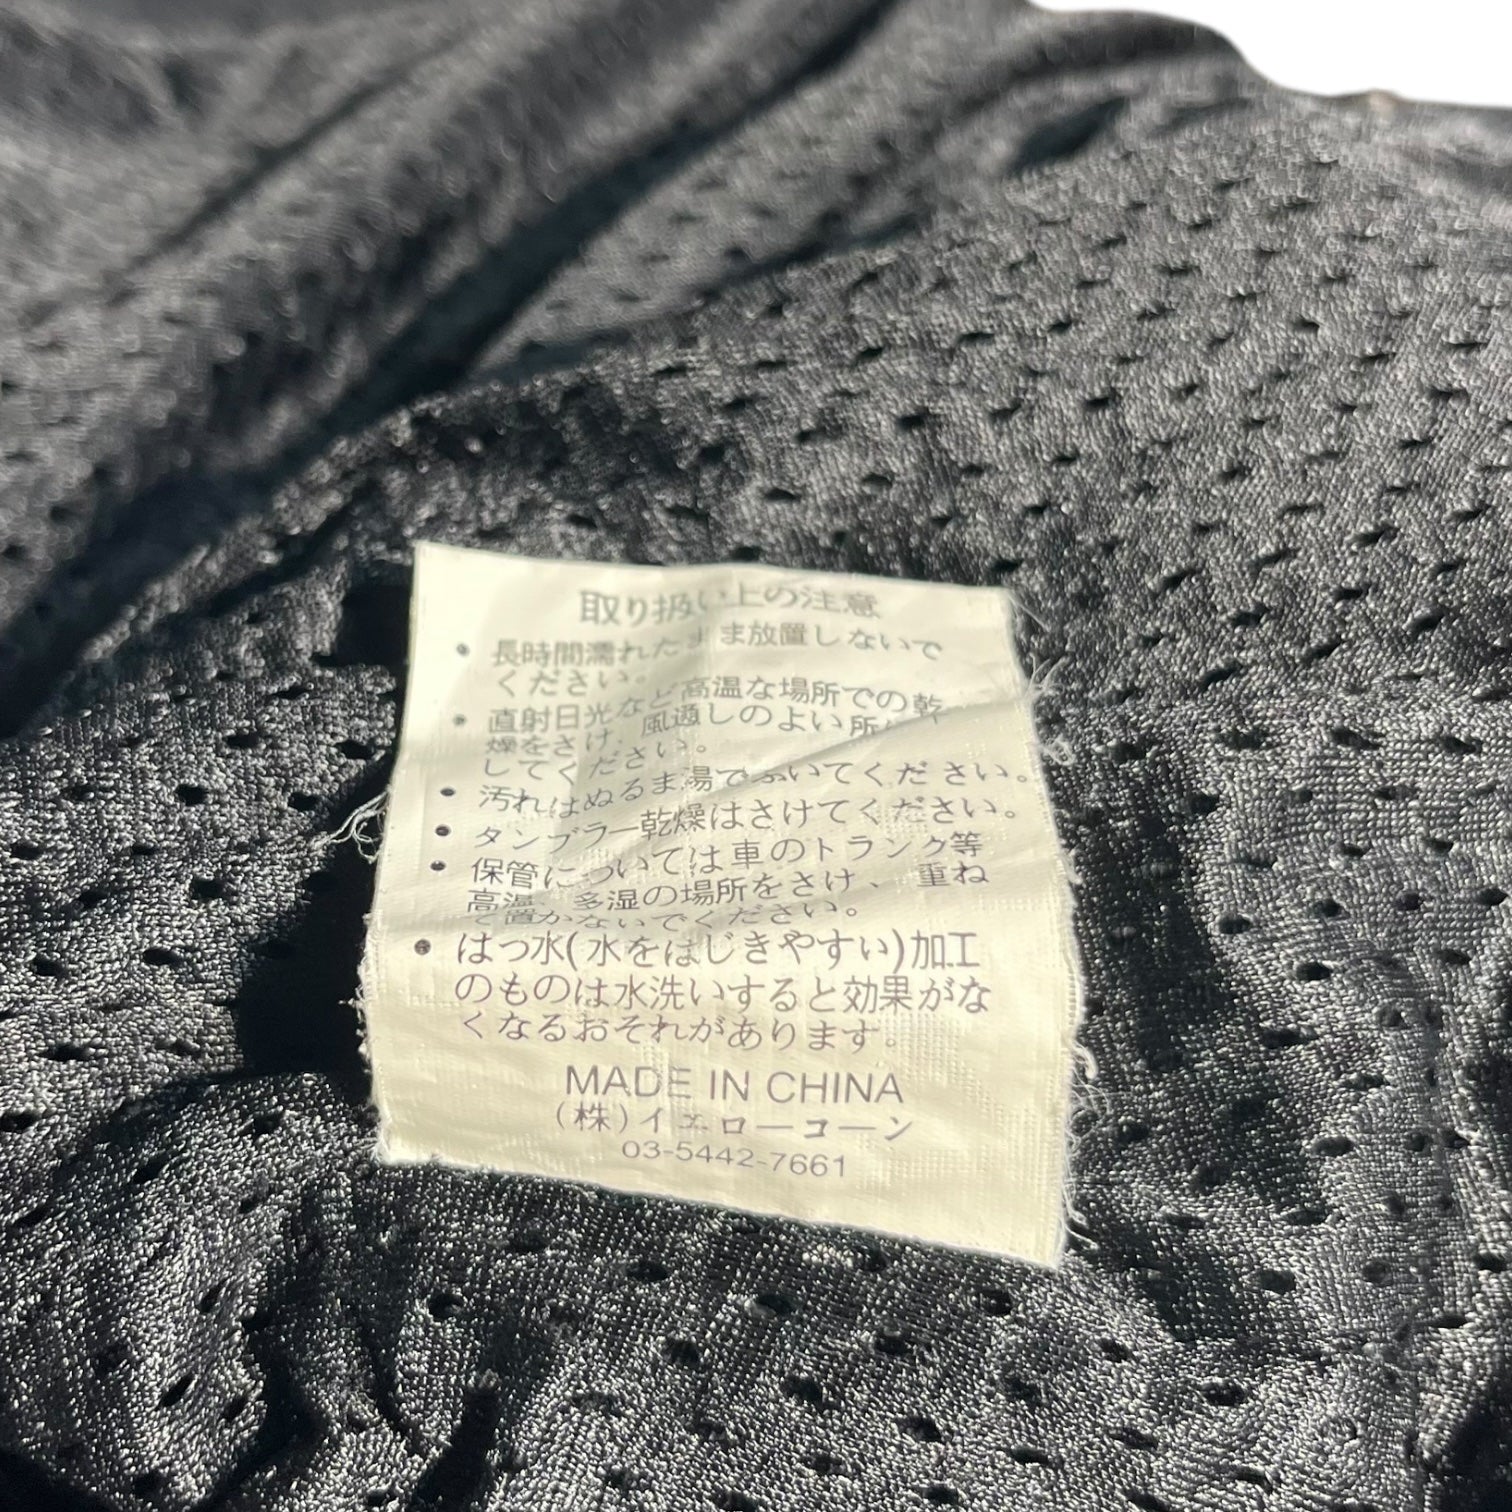 取り扱い上の注意
• 長時間濡れたまま放置しないで
ください。
• 直射日光など高温な場所での乾
燥をさけ、風通しのよい所に
してください。
• 汚れはぬるま湯でふいてください。
• タンブラー乾燥はさけてください。
• 保管については車のトランク等
高温、多湿の場所をさけ、重ね
て置かないでください。
• はっ水(水をはじきやすい)加工
のものは水洗いすると効果がな
くなるおそれがあります。
MADE IN CHINA
(株)イエローコーン
03-5442-7661